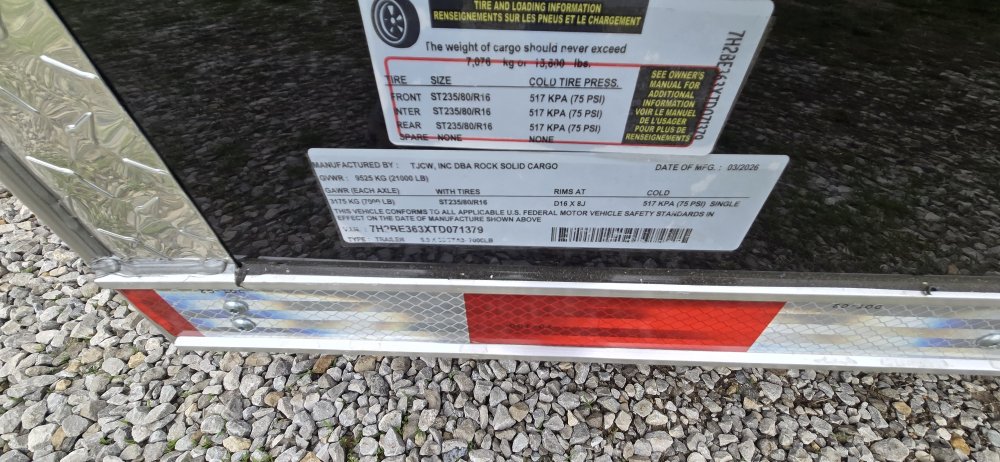 TIRE AND LOADING INFORMATION
RENSEIGNEMENTS SUR LES PNEUS ET LE CHARGEMENT
The weight of cargo should never exceed
7,076 kg or 15,600 lbs.
TIRE SIZE COLD TIRE PRESS.
FRONT ST235/80/R16 517 KPA (75 PSI)
INTER ST235/80/R16 517 KPA (75 PSI)
REAR ST235/80/R16 517 KPA (75 PSI)
SPARE NONE NONE
SEE OWNER'S
MANUAL FOR
ADDITIONAL
INFORMATION
VOIR LE MANUEL
DE L'USAGER
POUR PLUS DE
RENSEIGNEMENTS
7H2BE363XTD071379
MANUFACTURED BY : TJCW, INC DBA ROCK SOLID CARGO DATE OF MFG. : 03/2026
GVWR : 9525 KG (21000 LB)
GAWR (EACH AXLE) WITH TIRES RIMS AT COLD
3175 KG (7000 LB) ST235/80/R16 D16 X 8J 517 KPA (75 PSI) SINGLE
THIS VEHICLE CONFORMS TO ALL APPLICABLE U.S. FEDERAL MOTOR VEHICLE SAFETY STANDARDS IN
EFFECT ON THE DATE OF MANUFACTURE SHOWN ABOVE
V.I.N. : 7H2BE363XTD071379
TYPE : TRAILER